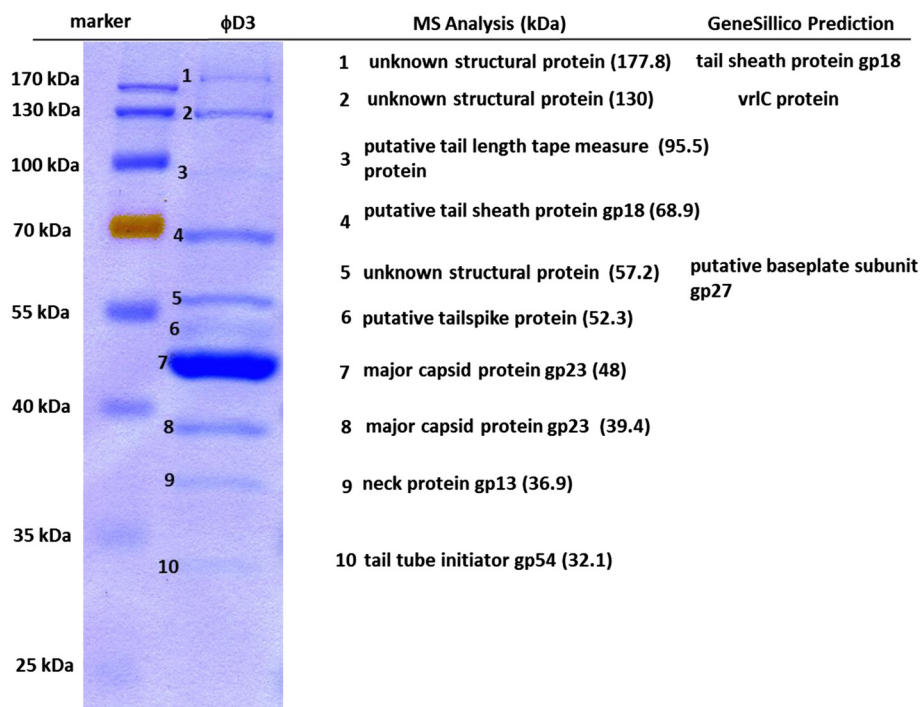 marker ϕD3 MS Analysis (kDa) GeneSillico Prediction
170 kDa 1 1 unknown structural protein (177.8) tail sheath protein gp18
130 kDa 2 2 unknown structural protein (130) vrlC protein
100 kDa 3 3 putative tail length tape measure (95.5)
protein
70 kDa 4 4 putative tail sheath protein gp18 (68.9)
5 5 unknown structural protein (57.2) putative baseplate subunit
gp27
55 kDa 6 6 putative tailspike protein (52.3)
7 7 major capsid protein gp23 (48)
40 kDa 8 8 major capsid protein gp23 (39.4)
9 9 neck protein gp13 (36.9)
35 kDa 10 10 tail tube initiator gp54 (32.1)
25 kDa